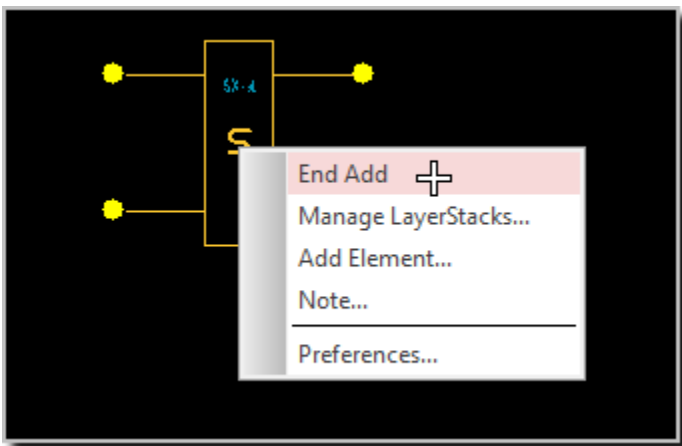 S
End Add
Manage LayerStacks...
Add Element...
Note...
Preferences...